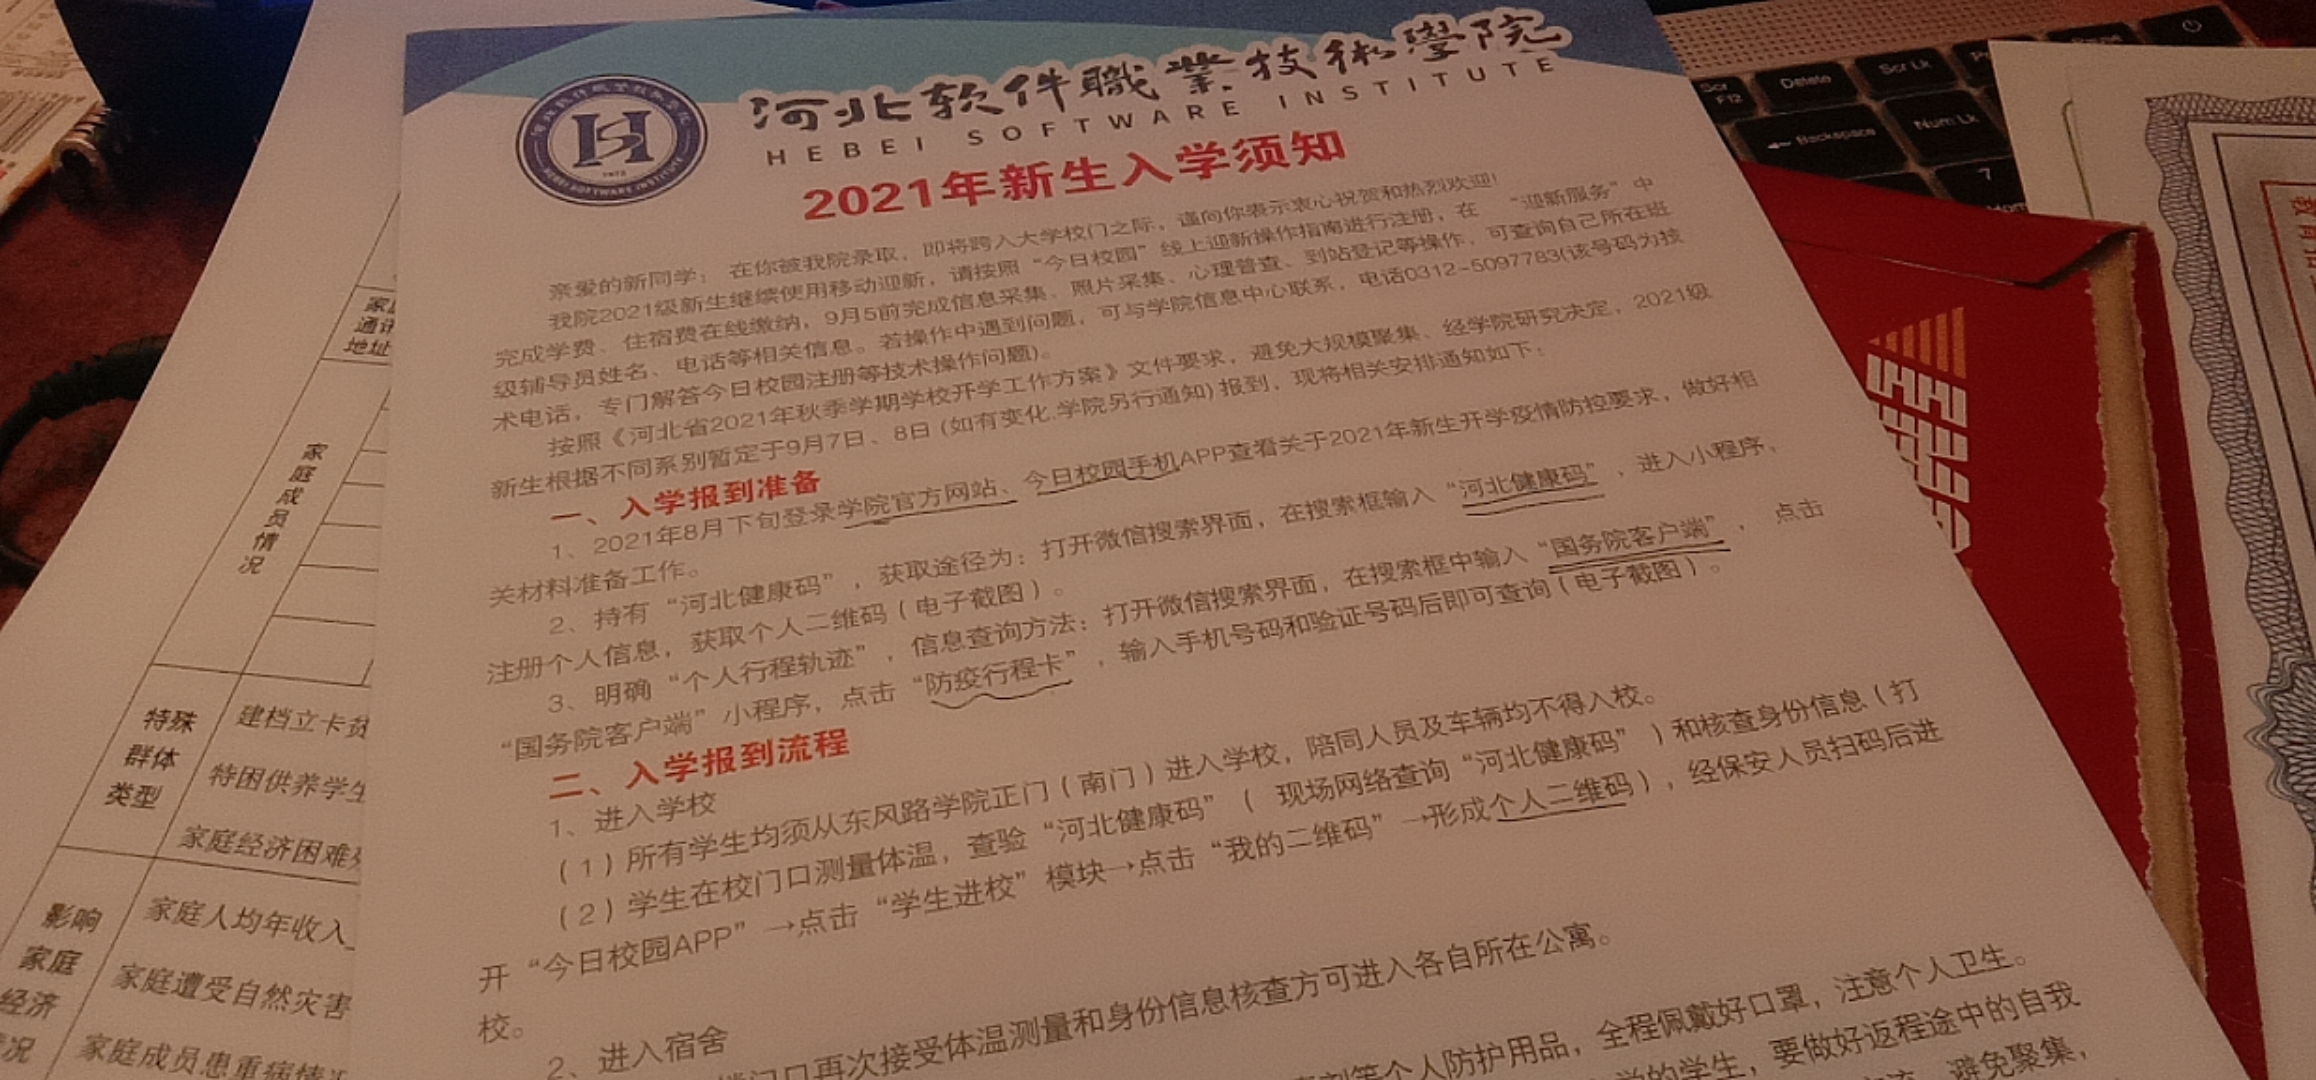 河北软件職業技術學院
HEBEI SOFTWARE INSTITUTE
2021年新生入学须知
亲爱的新同学： 在你被我院录取，即将跨入大学校门之际，谨向你表示衷心祝贺和热烈欢迎！
我院2021级新生继续使用移动迎新，请按照“今日校园”线上迎新操作指南进行注册，在 “迎新服务”中
完成学费、住宿费在线缴纳，9月5前完成信息采集、照片采集、心理普查、到站登记等操作，可查询自己所在班
级辅导员姓名、电话等相关信息。若操作中遇到问题，可与学院信息中心联系，电话0312-5097783(该号码为技
术电话，专门解答今日校园注册等技术操作问题)。
按照《河北省2021年秋季学期学校开学工作方案》文件要求，避免大规模聚集、经学院研究决定，2021级
新生根据不同系别暂定于9月7日、8日 (如有变化,学院另行通知) 报到，现将相关安排通知如下：
一、入学报到准备
1、2021年8月下旬登录学院官方网站、今日校园手机APP查看关于2021年新生开学疫情防控要求，做好相
关材料准备工作。
2、持有“河北健康码”，获取途径为：打开微信搜索界面，在搜索框输入“河北健康码”，进入小程序，
注册个人信息，获取个人二维码（电子截图）。
3、明确“个人行程轨迹”，信息查询方法：打开微信搜索界面，在搜索框中输入“国务院客户端”， 点击
“国务院客户端”小程序，点击“防疫行程卡”，输入手机号码和验证号码后即可查询（电子截图）。
二、入学报到流程
1、进入学校
（1）所有学生均须从东风路学院正门（南门）进入学校，陪同人员及车辆均不得入校。
（2）学生在校门口测量体温，查验“河北健康码”（ 现场网络查询“河北健康码”）和核查身份信息（打
开“今日校园APP”→点击“学生进校”模块→点击“我的二维码”→形成个人二维码），经保安人员扫码后进
校。
2、进入宿舍
门口再次接受体温测量和身份信息核查方可进入各自所在公寓。
等个人防护用品，全程佩戴好口罩，注意个人卫生。
的学生，要做好返程途中的自我
避免聚集，
家庭成员情况
特殊
群体
类型
建档立卡
特困供养学生
家庭经济困难
影响
家庭
经济
况
家庭人均年收入
家庭遭受自然灾害
家庭成员患重病
通讯
地址
F12
Delete
Scr Lk
Backspace
Num Lk
7